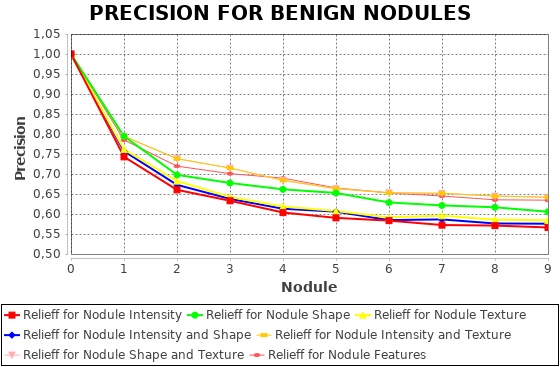 PRECISION FOR BENIGN NODULES
1,05
1,00
0,95
0,90
0,85
0,80
0,75
0,70
0,65
0,60
0,55
0,50
Precision
0 1 2 3 4 5 6 7 8 9
Nodule
Relieff for Nodule Intensity Relieff for Nodule Shape Relieff for Nodule Texture
Relieff for Nodule Intensity and Shape Relieff for Nodule Intensity and Texture
Relieff for Nodule Shape and Texture Relieff for Nodule Features